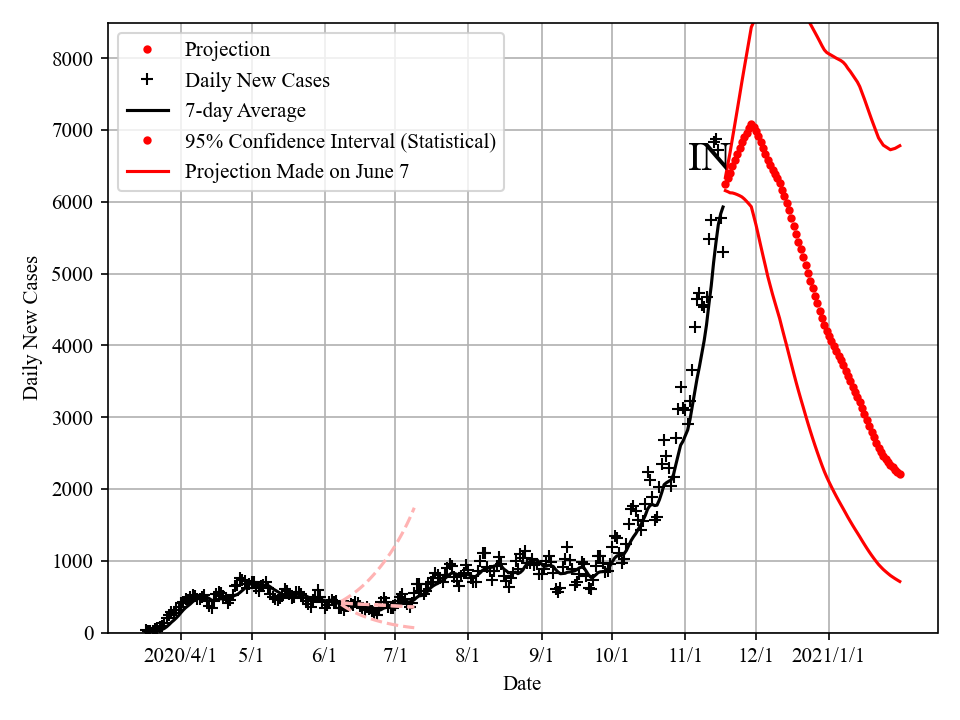 Projection
Daily New Cases
7-day Average
95% Confidence Interval (Statistical)
Projection Made on June 7
IN
8000
7000
6000
5000
4000
3000
2000
1000
0
Daily New Cases
2020/4/1 5/1 6/1 7/1 8/1 9/1 10/1 11/1 12/1 2021/1/1
Date